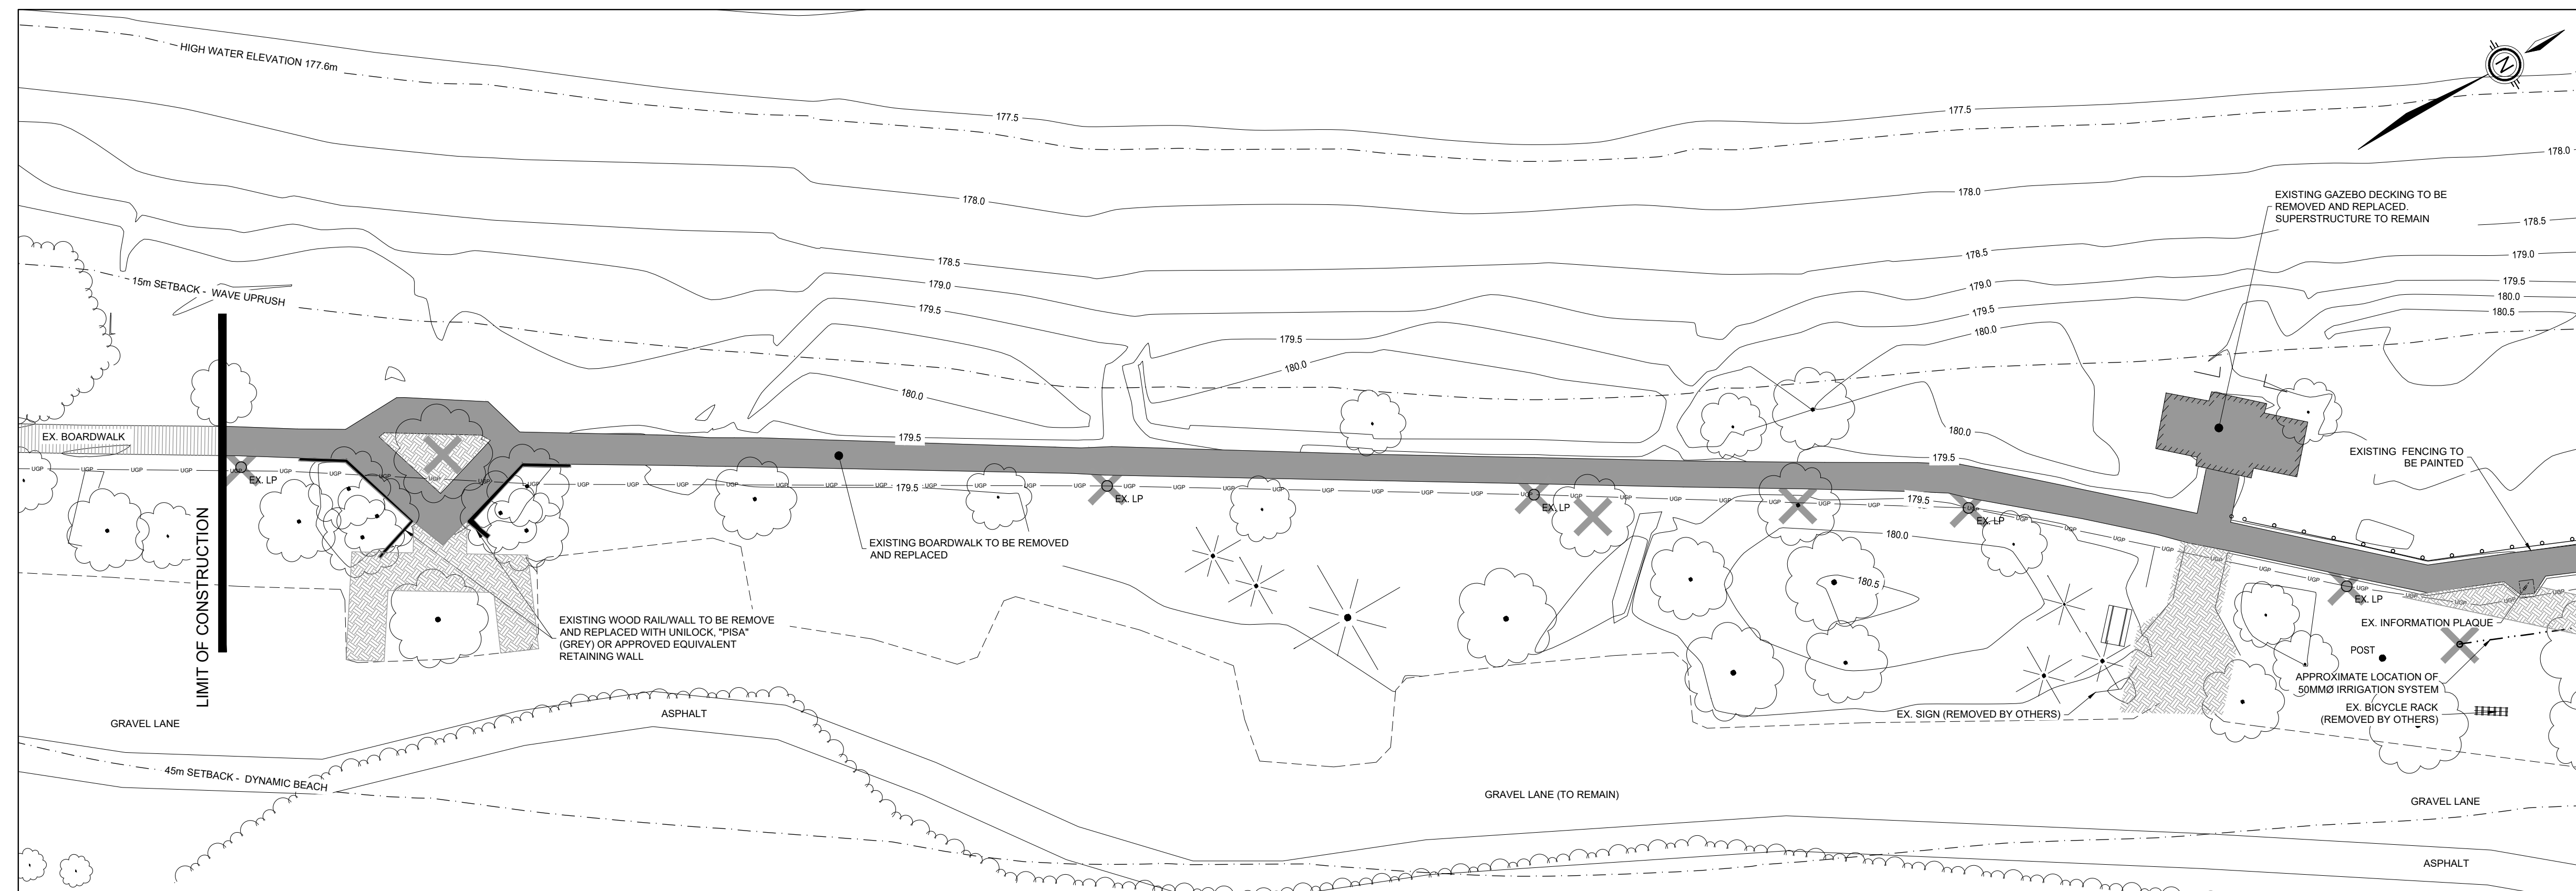 HIGH WATER ELEVATION 177.6m
N
177.5
177.5
178.0
178.0
178.0
EXISTING GAZEBO DECKING TO BE
REMOVED AND REPLACED.
SUPERSTRUCTURE TO REMAIN
178.5
178.5
178.5
179.0
179.0
179.0
179.5
179.5
179.5
179.5
180.0
180.0
180.0
180.5
15m SETBACK - WAVE UPRUSH
180.0
180.0
179.5
179.5
EX. BOARDWALK
EXISTING FENCING TO
BE PAINTED
UGP
EX. LP
179.5
179.5
EX. LP
EX. LP
EX. LP
EX. LP
LIMIT OF CONSTRUCTION
EXISTING BOARDWALK TO BE REMOVED
AND REPLACED
180.0
180.5
EXISTING WOOD RAIL/WALL TO BE REMOVE
AND REPLACED WITH UNILOCK, "PISA"
(GREY) OR APPROVED EQUIVALENT
RETAINING WALL
EX. INFORMATION PLAQUE
POST
APPROXIMATE LOCATION OF
50MMØ IRRIGATION SYSTEM
EX. BICYCLE RACK
(REMOVED BY OTHERS)
EX. SIGN (REMOVED BY OTHERS)
GRAVEL LANE
ASPHALT
45m SETBACK - DYNAMIC BEACH
GRAVEL LANE (TO REMAIN)
GRAVEL LANE
ASPHALT